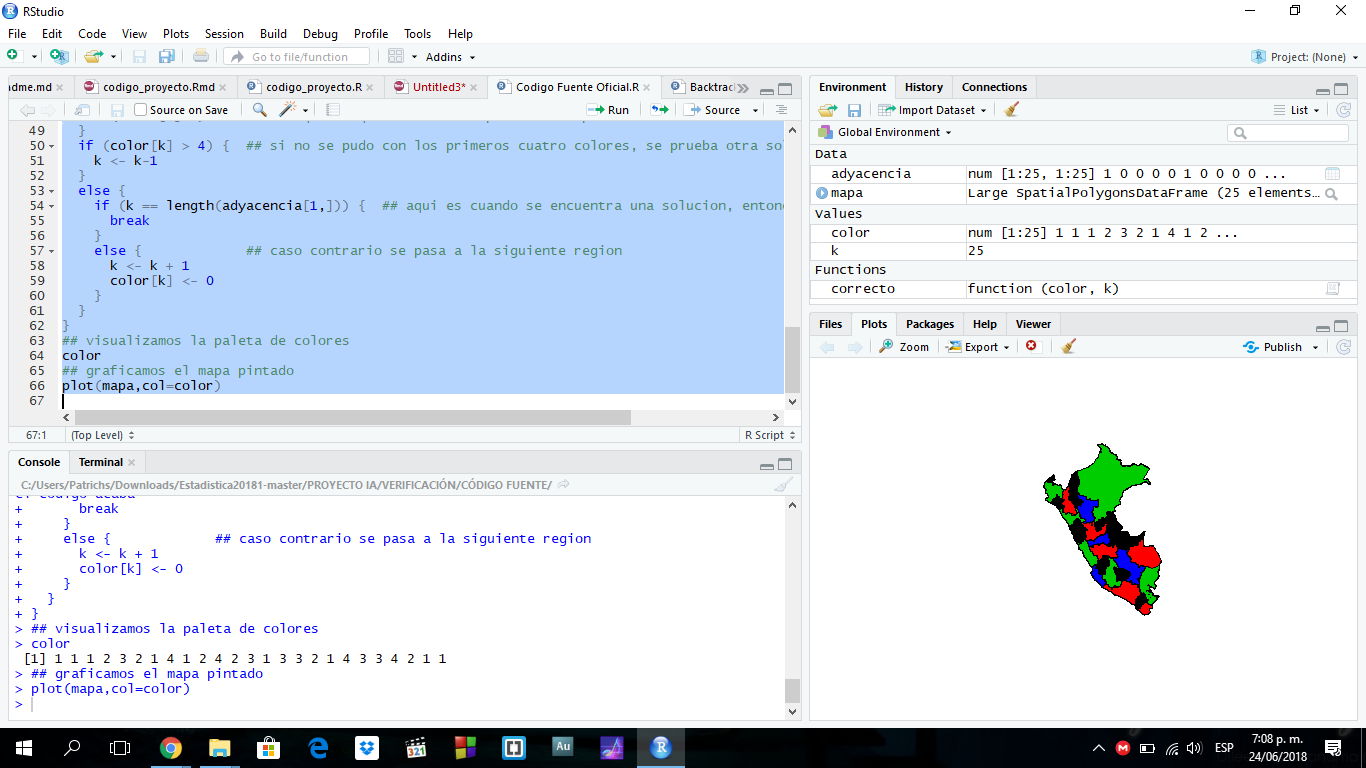 RStudio
File Edit Code View Plots Session Build Debug Profile Tools Help
Go to file/function Addins Project: (None)
adme.md codigo_proyecto.Rmd codigo_proyecto.R Untitled3* Codigo Fuente Oficial.R Backtrac
Source on Save Run Source
49 }
50 if (color[k] > 4) { ## si no se pudo con los primeros cuatro colores, se prueba otra so
51 k <- k-1
52 }
53 else {
54 if (k == length(adyacencia[1,])) { ## aqui es cuando se encuentra una solucion, enton
55 break
56 }
57 else { ## caso contrario se pasa a la siguiente region
58 k <- k + 1
59 color[k] <- 0
60 }
61 }
62 }
63 ## visualizamos la paleta de colores
64 color
65 ## graficamos el mapa pintado
66 plot(mapa,col=color)
67
67:1 (Top Level) R Script
Console Terminal
C:/Users/Patrichs/Downloads/Estadistica20181-master/PROYECTO IA/VERIFICACIÓN/CÓDIGO FUENTE/
el codigo acaba
+ break
+ }
+ else { ## caso contrario se pasa a la siguiente region
+ k <- k + 1
+ color[k] <- 0
+ }
+ }
+ }
> ## visualizamos la paleta de colores
> color
[1] 1 1 1 2 3 2 1 4 1 2 4 2 3 1 3 3 2 1 4 3 3 4 2 1 1
> ## graficamos el mapa pintado
> plot(mapa,col=color)
>
Environment History Connections
Import Dataset List
Global Environment
Data
adyacencia num [1:25, 1:25] 1 0 0 0 0 1 0 0 0 0 ...
mapa Large SpatialPolygonsDataFrame (25 elements…
Values
color num [1:25] 1 1 1 2 3 2 1 4 1 2 ...
k 25
Functions
correcto function (color, k)
Files Plots Packages Help Viewer
Zoom Export Publish
321 Au R ESP 7:08 p. m.
24/06/2018